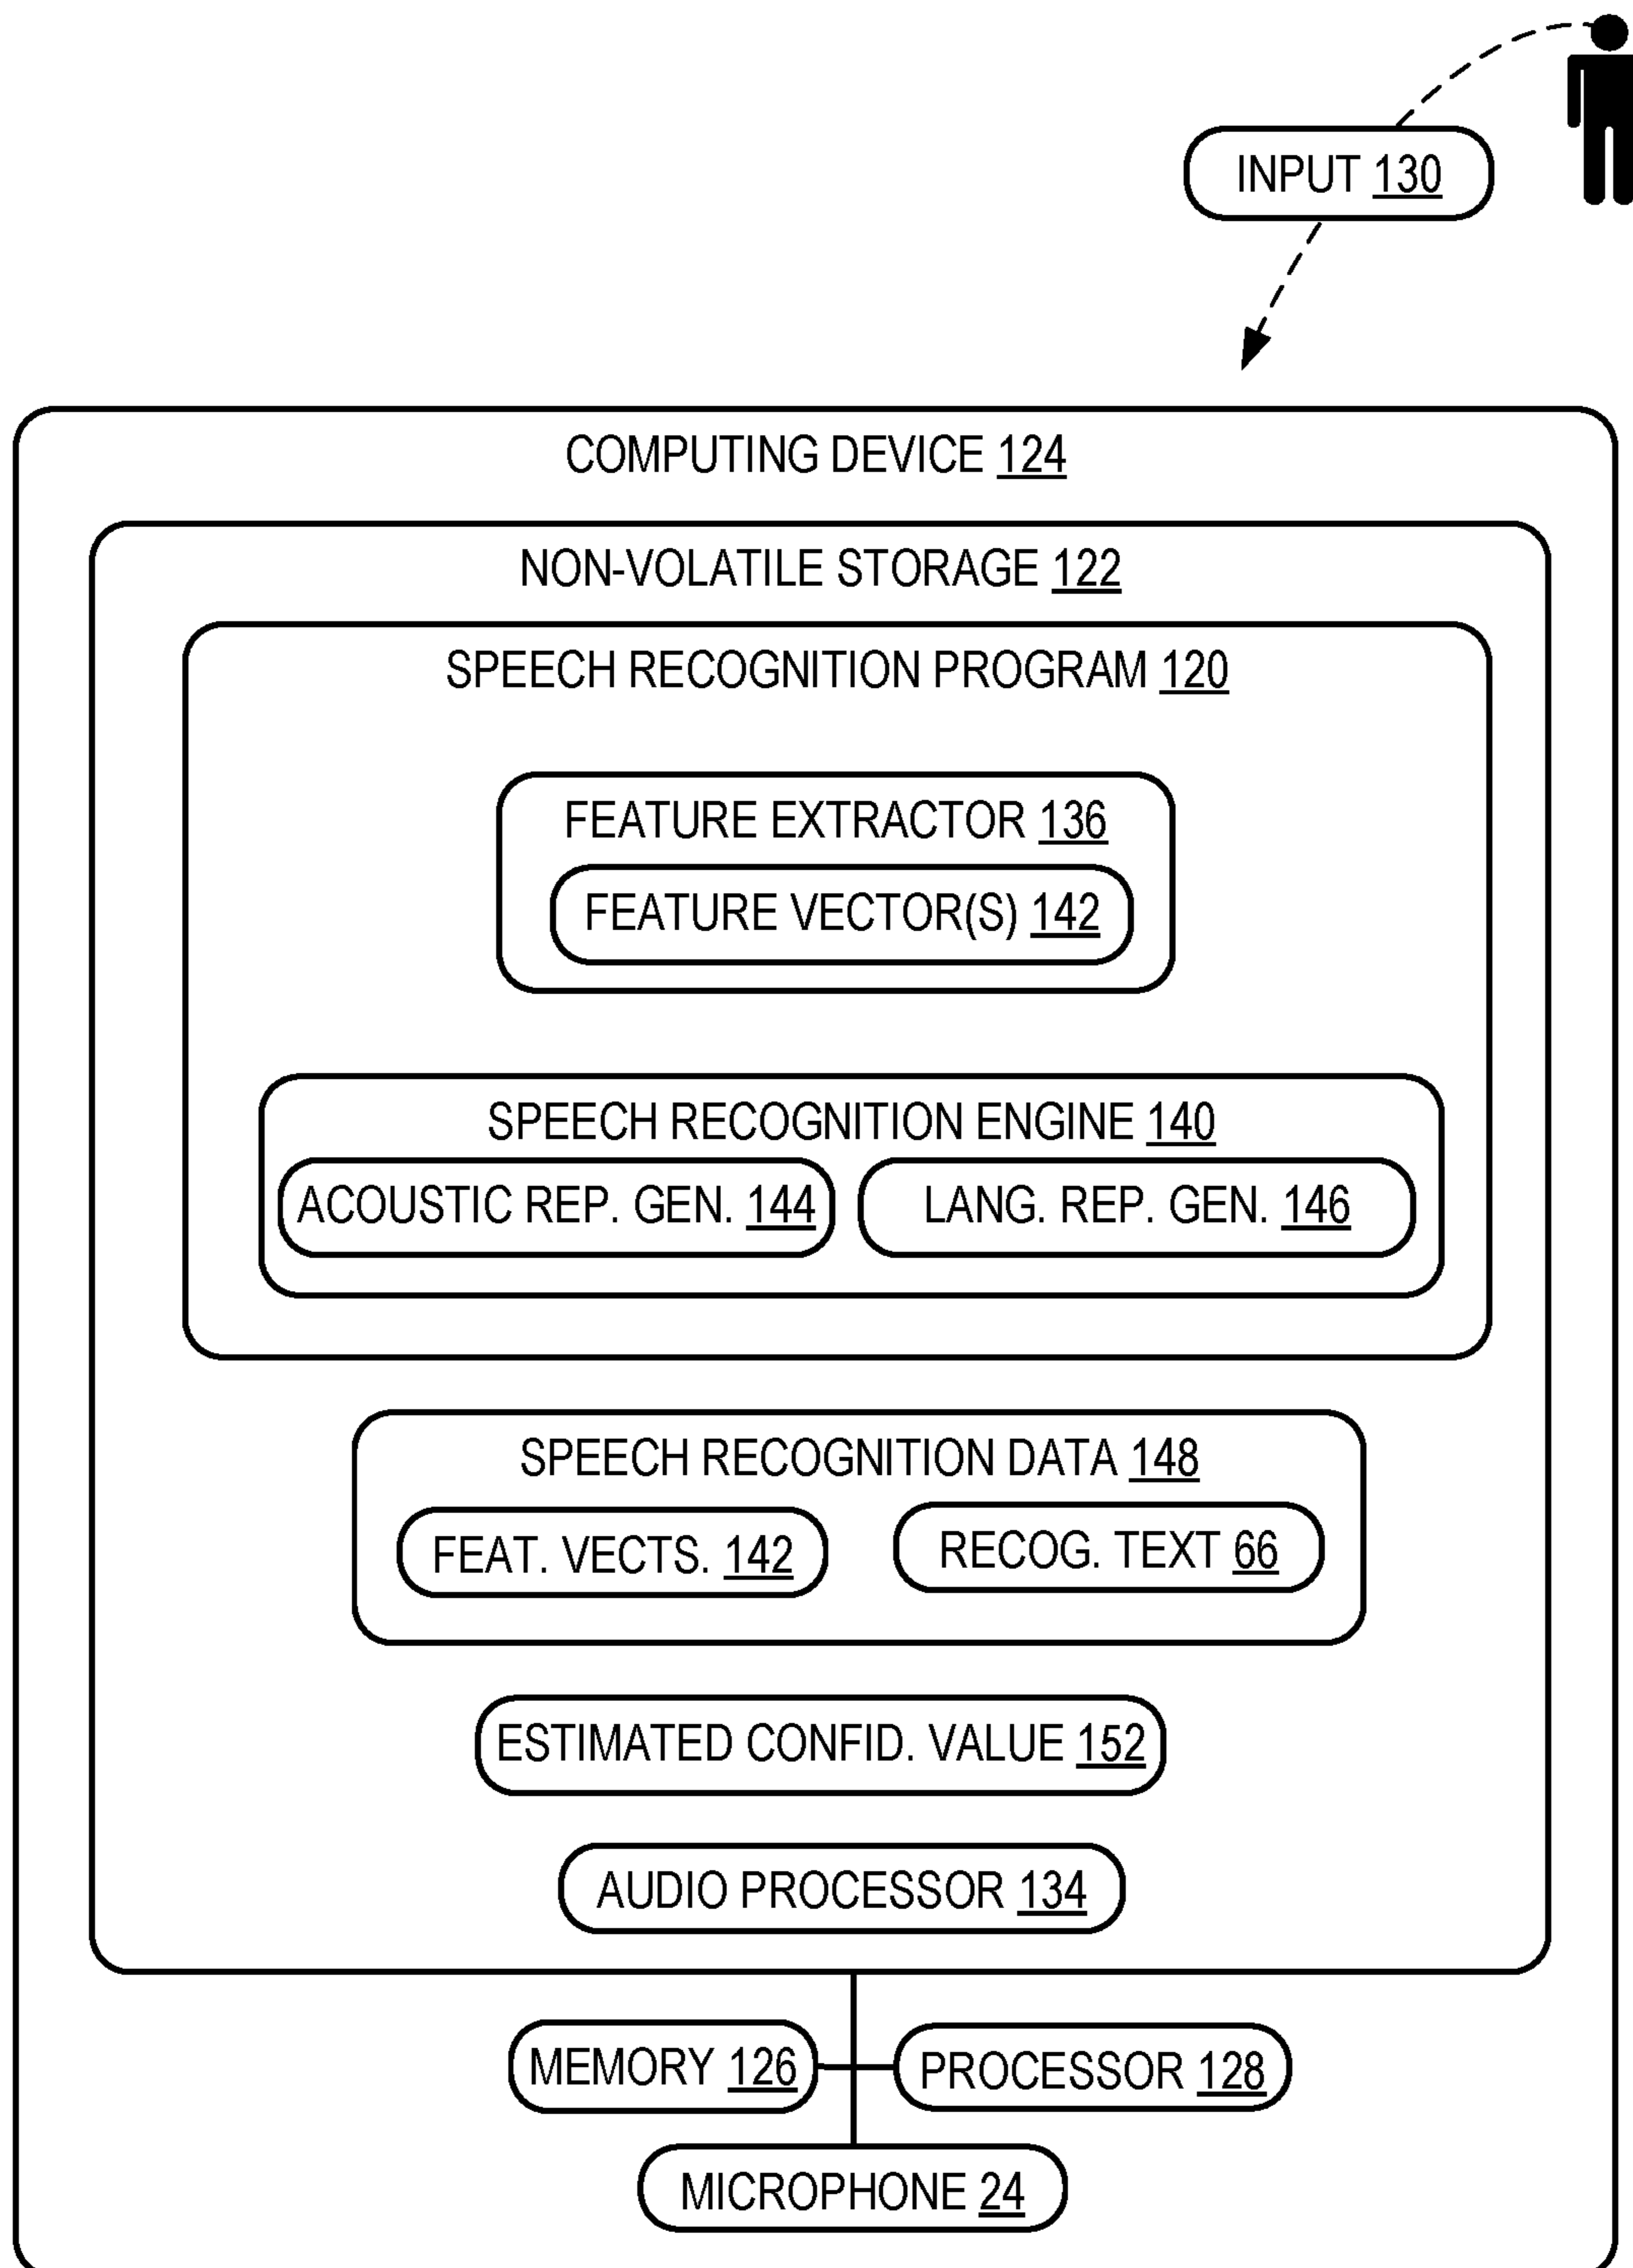 INPUT 130
COMPUTING DEVICE 124
NON-VOLATILE STORAGE 122
SPEECH RECOGNITION PROGRAM 120
FEATURE EXTRACTOR 136
FEATURE VECTOR(S) 142
SPEECH RECOGNITION ENGINE 140
ACOUSTIC REP. GEN. 144
LANG. REP. GEN. 146
SPEECH RECOGNITION DATA 148
FEAT. VECTS. 142
RECOG. TEXT 66
ESTIMATED CONFID. VALUE 152
AUDIO PROCESSOR 134
MEMORY 126
PROCESSOR 128
MICROPHONE 24